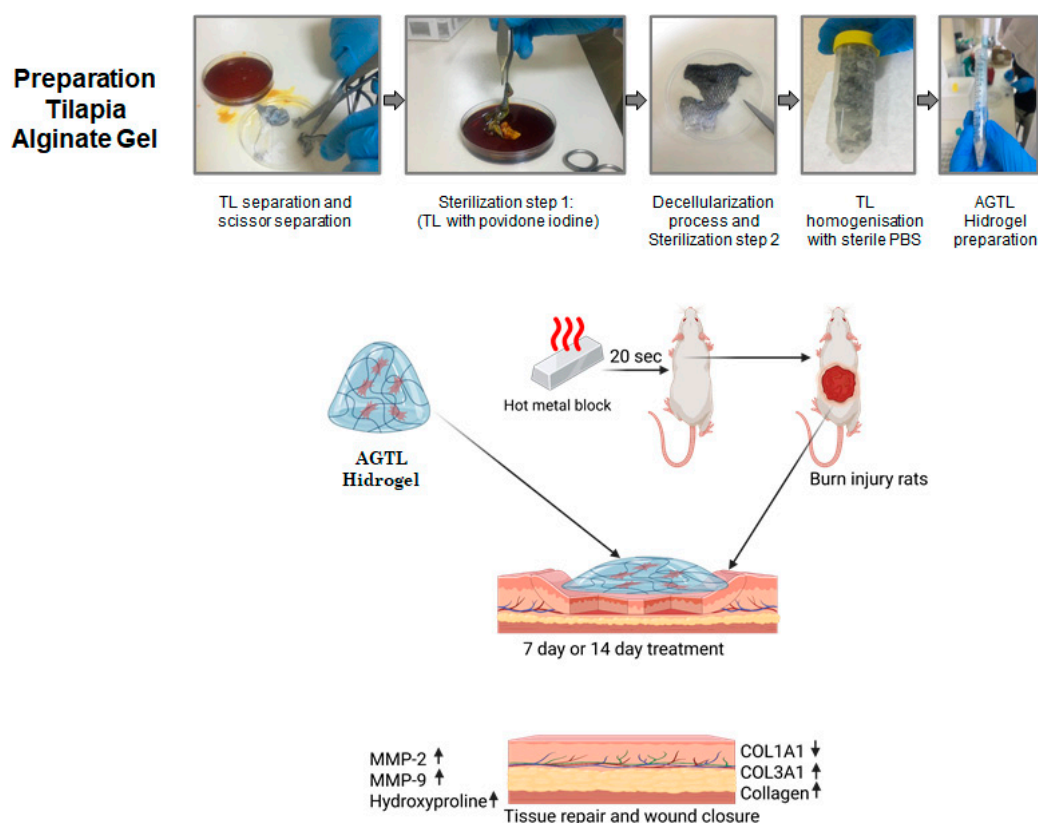 Preparation
Tilapia
Alginate Gel
TL separation and
scissor separation
Sterilization step 1:
(TL with povidone iodine)
Decellularization
process and
Sterilization step 2
TL
homogenisation
with sterile PBS
AGTL
Hidrogel
preparation
20 sec
Hot metal block
AGTL
Hidrogel
Burn injury rats
7 day or 14 day treatment
MMP-2 ↑
MMP-9 ↑
Hydroxyproline ↑
COL1A1 ↓
COL3A1 ↑
Collagen ↑
Tissue repair and wound closure